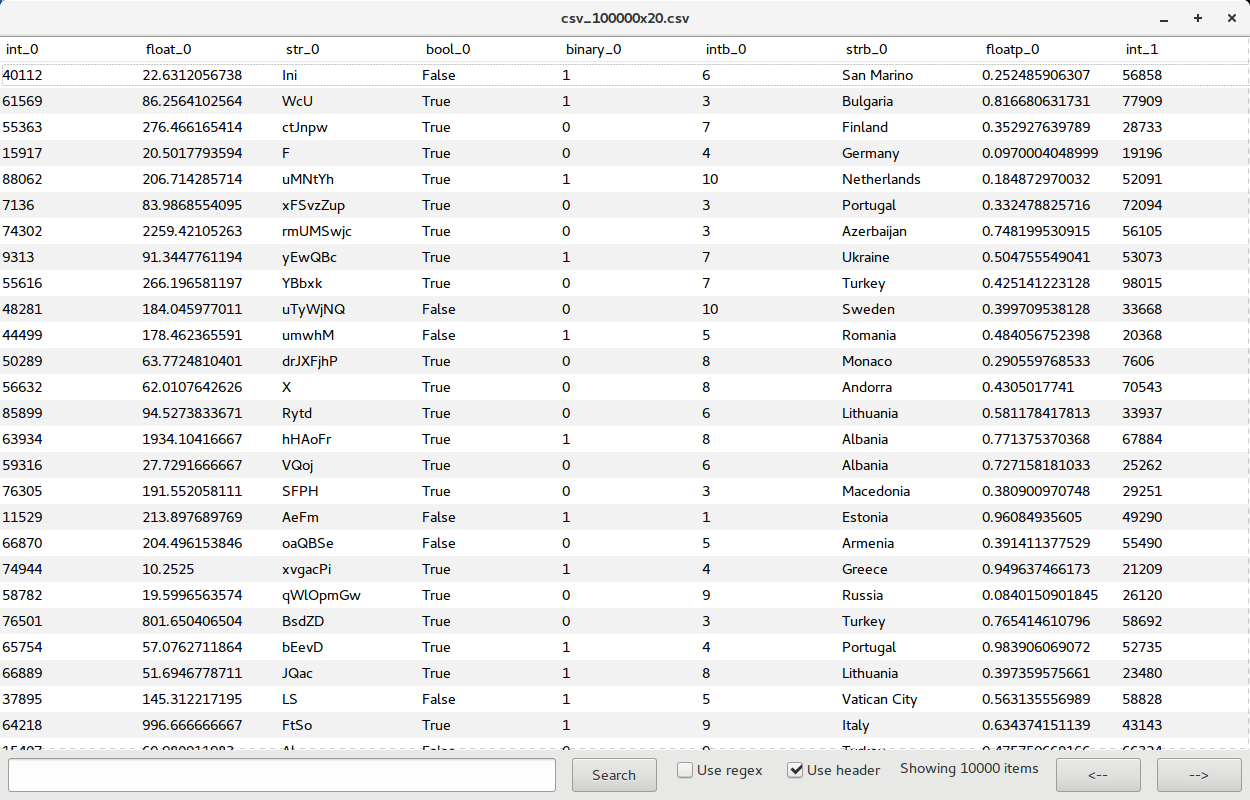 csv_100000x20.csv
int_0 float_0 str_0 bool_0 binary_0 intb_0 strb_0 floatp_0 int_1
40112 22.6312056738 Ini False 1 6 San Marino 0.252485906307 56858
61569 86.2564102564 WcU True 1 3 Bulgaria 0.816680631731 77909
55363 276.466165414 ctJnpw True 0 7 Finland 0.352927639789 28733
15917 20.5017793594 F True 0 4 Germany 0.0970004048999 19196
88062 206.714285714 uMNtYh True 1 10 Netherlands 0.184872970032 52091
7136 83.9868554095 xFSvzZup True 0 3 Portugal 0.332478825716 72094
74302 2259.42105263 rmUMSwjc True 0 3 Azerbaijan 0.748199530915 56105
9313 91.3447761194 yEwQBc True 1 7 Ukraine 0.504755549041 53073
55616 266.196581197 YBbxk True 0 7 Turkey 0.425141223128 98015
48281 184.045977011 uTyWjNQ False 0 10 Sweden 0.399709538128 33668
44499 178.462365591 umwhM False 1 5 Romania 0.484056752398 20368
50289 63.7724810401 drJXFjhP True 0 8 Monaco 0.290559768533 7606
56632 62.0107642626 X True 0 8 Andorra 0.4305017741 70543
85899 94.5273833671 Rytd True 0 6 Lithuania 0.581178417813 33937
63934 1934.10416667 hHAoFr True 1 8 Albania 0.771375370368 67884
59316 27.7291666667 VQoj True 0 6 Albania 0.727158181033 25262
76305 191.552058111 SFPH True 0 3 Macedonia 0.380900970748 29251
11529 213.897689769 AeFm False 1 1 Estonia 0.96084935605 49290
66870 204.496153846 oaQBSe False 0 5 Armenia 0.391411377529 55490
74944 10.2525 xvgacPi True 1 4 Greece 0.949637466173 21209
58782 19.5996563574 qWlOpmGw True 0 9 Russia 0.0840150901845 26120
76501 801.650406504 BsdZD True 0 3 Turkey 0.765414610796 58692
65754 57.0762711864 bEevD True 1 4 Portugal 0.983906069072 52735
66889 51.6946778711 JQac True 1 8 Lithuania 0.397359575661 23480
37895 145.312217195 LS False 1 5 Vatican City 0.563135556989 58828
64218 996.666666667 FtSo True 1 9 Italy 0.634374151139 43143
Search Use regex Use header Showing 10000 items <-- -->